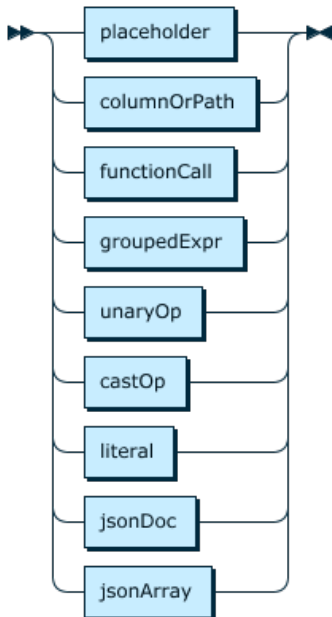 placeholder
columnOrPath
functionCall
groupedExpr
unaryOp
castOp
literal
jsonDoc
jsonArray